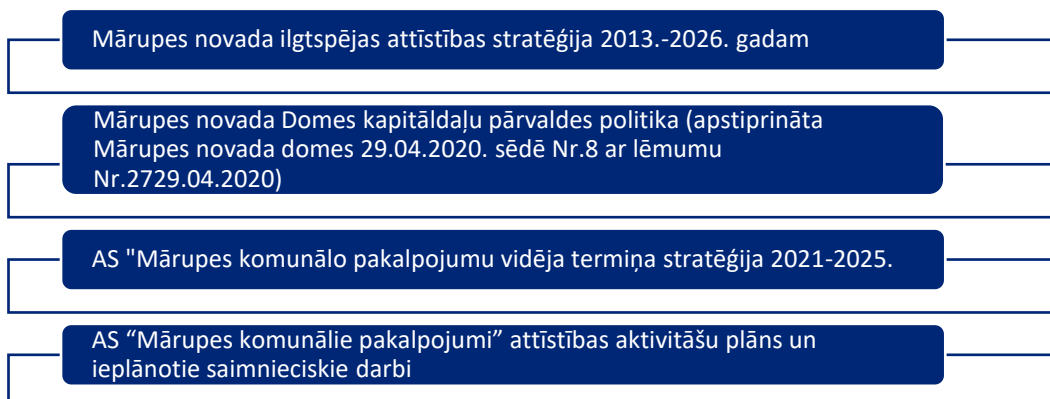 Mārupes novada ilgtspējas attīstības stratēģija 2013.-2026. gadam
Mārupes novada Domes kapitāldaļu pārvaldes politika (apstiprināta
Mārupes novada domes 29.04.2020. sēdē Nr.8 ar lēmumu
Nr.2729.04.2020)
AS "Mārupes komunālo pakalpojumu vidēja termiņa stratēģija 2021-2025.
AS “Mārupes komunālie pakalpojumi” attīstības aktivitāšu plāns un
ieplānotie saimnieciskie darbi